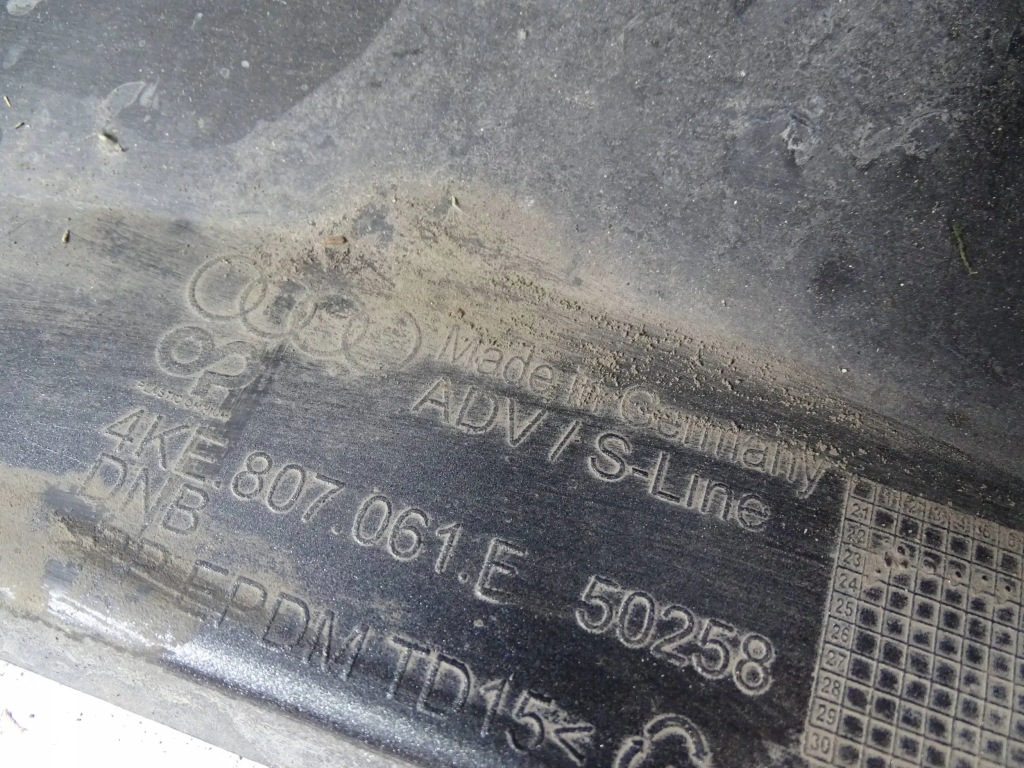 Made in Germany
OP
ADV / S-Line
4KE.807.061.E 50258
DNB
EPDM TD15<
21
22
23
24
25
26
27
28
29
30